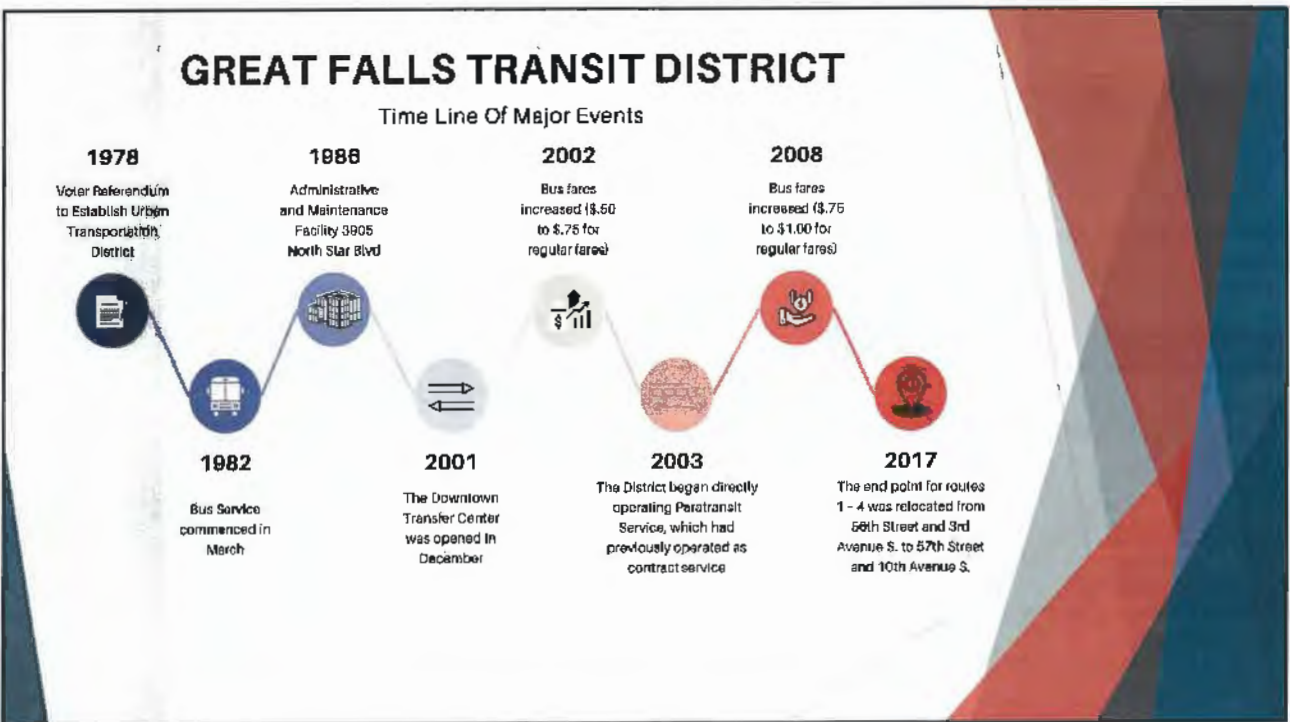 GREAT FALLS TRANSIT DISTRICT
Time Line Of Major Events
1978
Voter Referendum
to Establish Urban
Transportation
District
1982
Bus Service
commenced in
March
1988
Administrative
and Maintenance
Facility 3905
North Star Blvd
2001
The Downtown
Transfer Center
was opened in
December
2002
Bus fares
increased ($.50
to $.75 for
regular fares)
2003
The District began directly
operating Paratransit
Service, which had
previously operated as
contract service
2008
Bus fares
increased ($.75
to $1.00 for
regular fares)
2017
The end point for routes
1 - 4 was relocated from
56th Street and 3rd
Avenue S. to 57th Street
and 10th Avenue S.